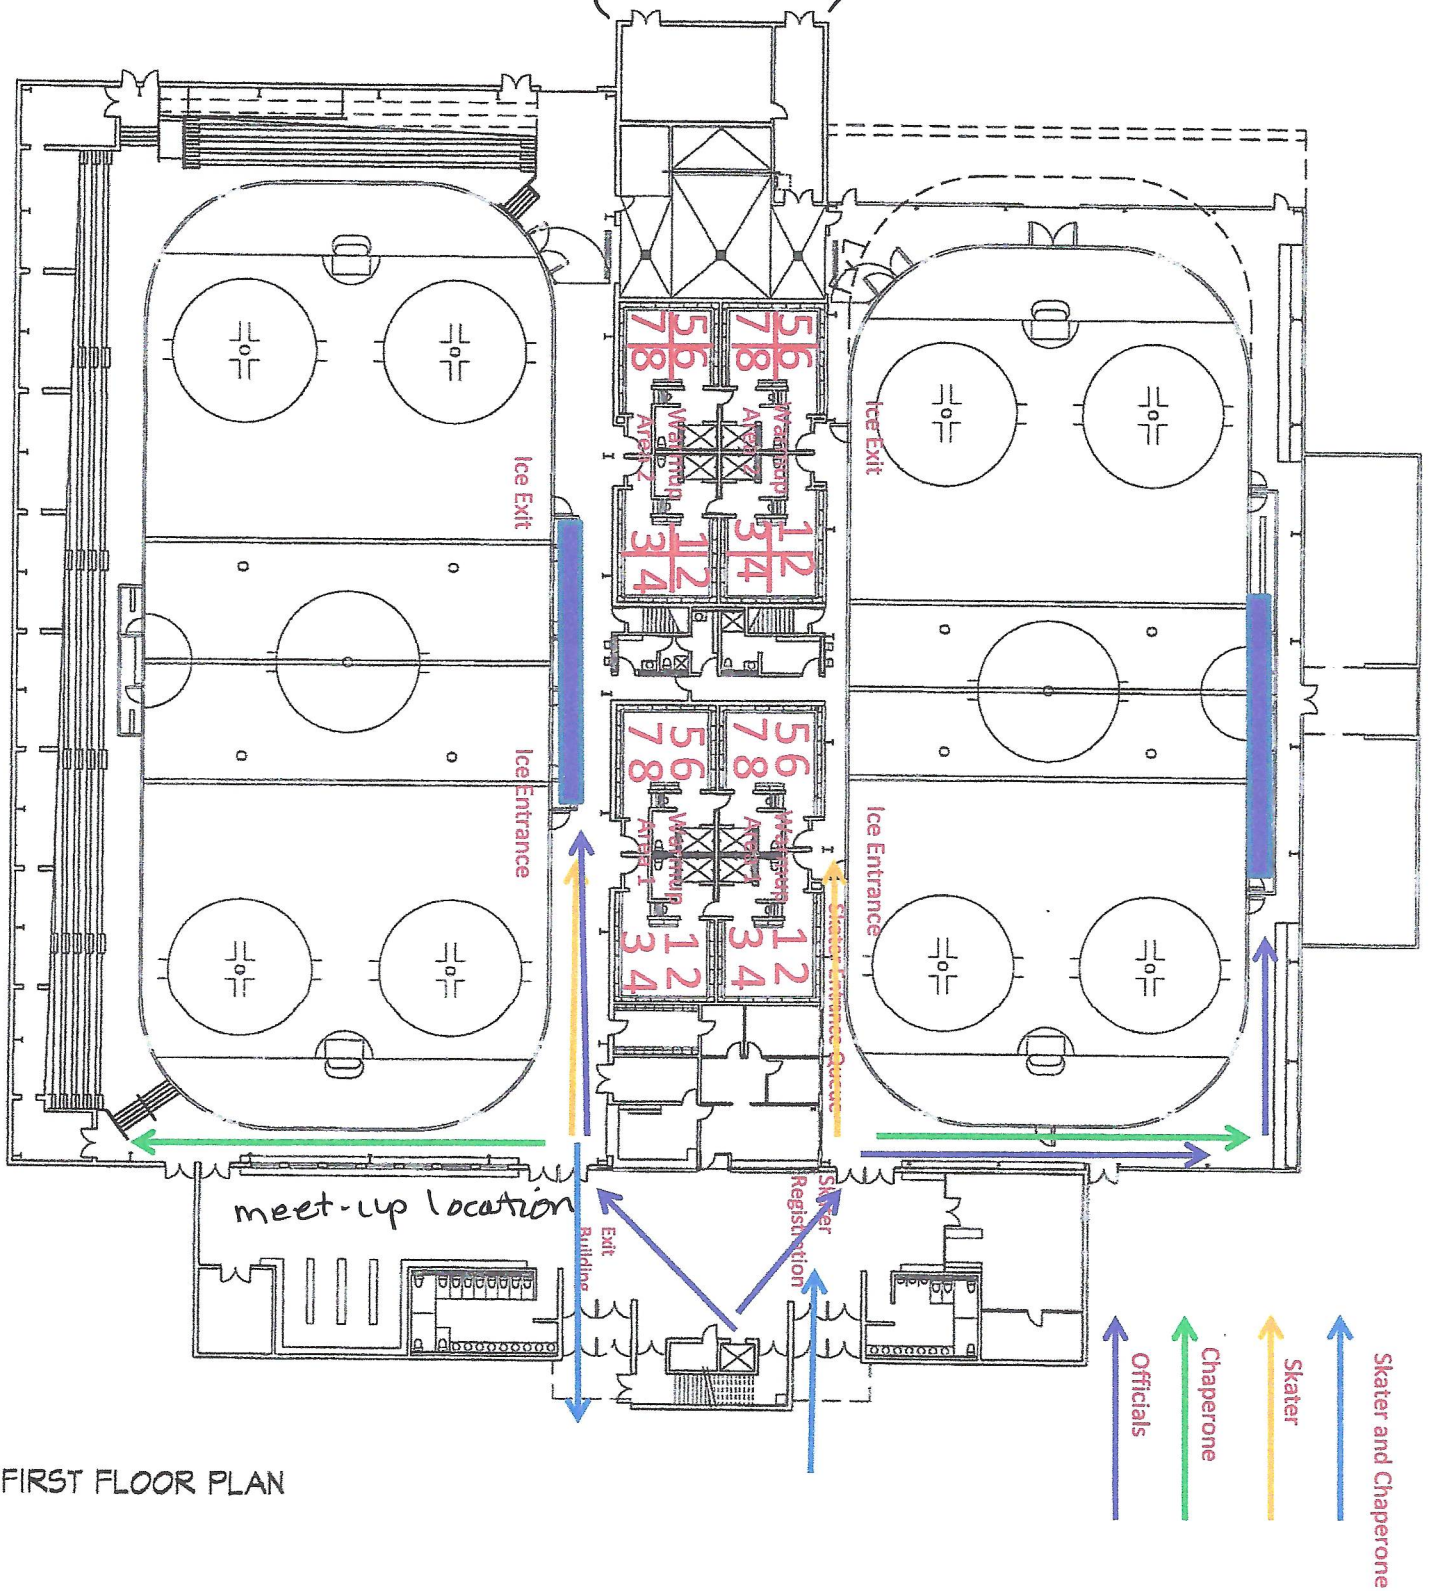 5 6
7 8
5 6
7 8
Warmup
Area 2
Warmup
Area 2
Ice Exit
Ice Exit
1 2
3 4
1 2
3 4
5 6
7 8
5 6
7 8
Ice Entrance
Ice Entrance
Warmup
Area 1
Warmup
Area 1
1 2
3 4
1 2
3 4
Skater Entrance Queue
meet-up location
Skater
Registration
Exit
Building
Officials
Chaperone
Skater
Skater and Chaperone
FIRST FLOOR PLAN